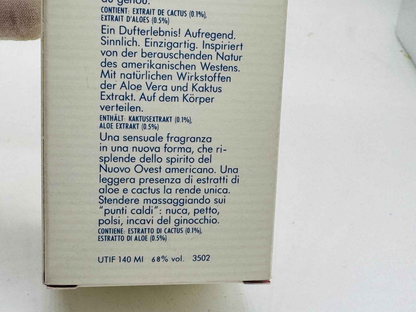 du genou.
CONTIENT: EXTRAIT DE CACTUS (0.1%),
EXTRAIT D'ALOES (0.5%)
Ein Dufterlebnis! Aufregend.
Sinnlich. Einzigartig. Inspiriert
von der berauschenden Natur
des amerikanischen Westens.
Mit natürlichen Wirkstoffen
der Aloe Vera und Kaktus
Extrakt. Auf dem Körper
verteilen.
ENTHÄLT: KAKTUSEXTRAKT (0.1%),
ALOE EXTRAKT (0.5%)
Una sensuale fragranza
in una nuova forma, che ri-
splende dello spirito del
Nuovo Ovest americano. Una
leggera presenza di estratti di
aloe e cactus la rende unica.
Stendere massaggiando sui
"punti caldi": nuca, petto,
polsi, incavi del ginocchio.
CONTIENE: ESTRATTO DI CACTUS (0.1%),
ESTRATTO DI ALOE (0.5%)
UTIF 140 MI 68% vol. 3502